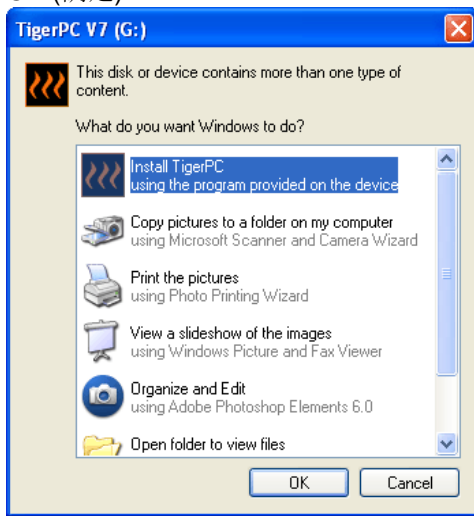 TigerPC V7 (G:)
This disk or device contains more than one type of
content.
What do you want Windows to do?
Install TigerPC
using the program provided on the device
Copy pictures to a folder on my computer
using Microsoft Scanner and Camera Wizard
Print the pictures
using Photo Printing Wizard
View a slideshow of the images
using Windows Picture and Fax Viewer
Organize and Edit
using Adobe Photoshop Elements 6.0
Open folder to view files
OK
Cancel